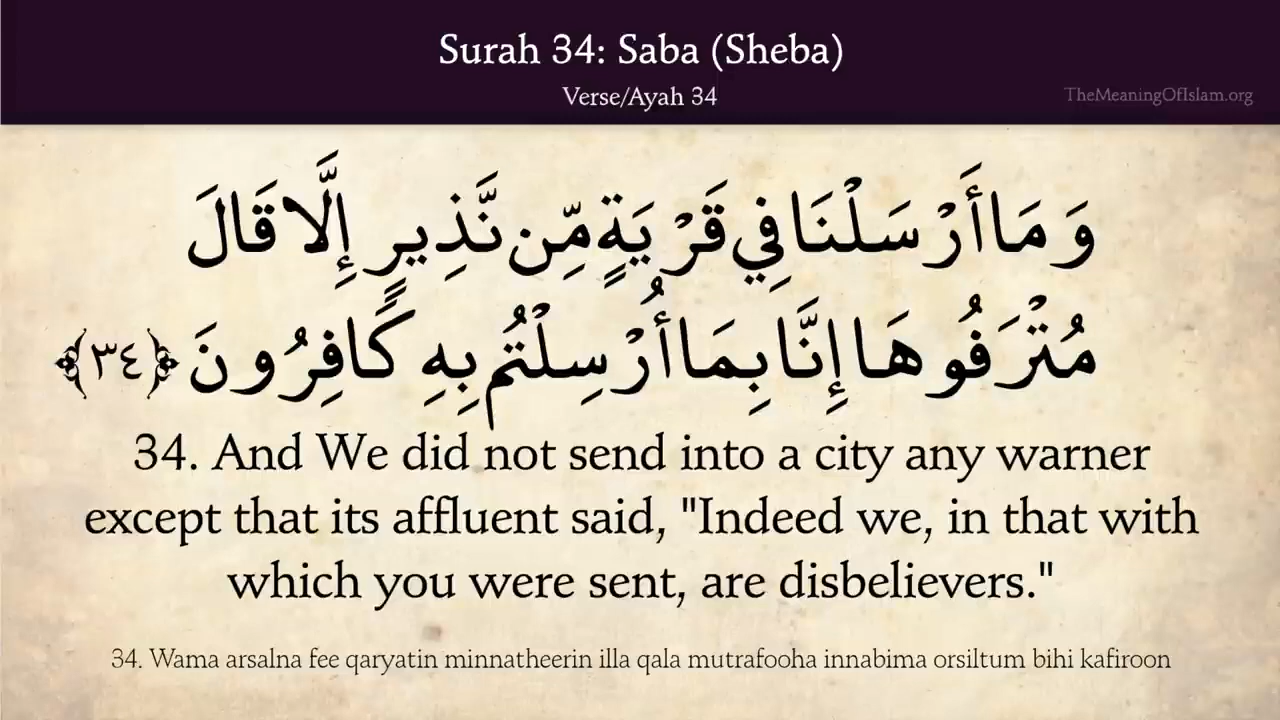 Surah 34: Saba (Sheba)
Verse/Ayah 34
TheMeaningOfIslam.org
وَمَا أَرْسَلْنَا فِي قَرْيَةٍ مِّن نَّذِيرٍ إِلَّا قَالَ
مُتْرَفُوهَا إِنَّا بِمَا أُرْسِلْتُم بِهِ كَافِرُونَ ﴿٣٤﴾
34. And We did not send into a city any warner
except that its affluent said, "Indeed we, in that with
which you were sent, are disbelievers."
34. Wama arsalna fee qaryatin minnatheerin illa qala mutrafooha innabima orsiltum bihi kafiroon